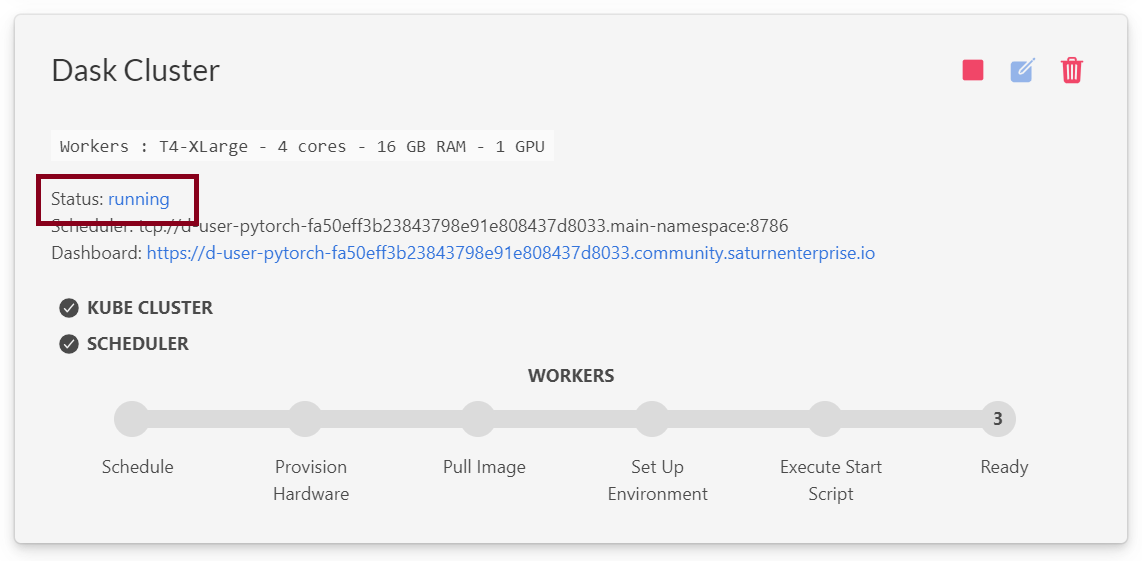 Dask Cluster
Workers : T4-XLarge - 4 cores - 16 GB RAM - 1 GPU
Status: running
Scheduler: tcp://d-user-pytorch-fa50eff3b23843798e91e808437d8033.main-namespace:8786
Dashboard: https://d-user-pytorch-fa50eff3b23843798e91e808437d8033.community.saturnenterprise.io
KUBE CLUSTER
SCHEDULER
WORKERS
3
Schedule
Provision
Hardware
Pull Image
Set Up
Environment
Execute Start
Script
Ready